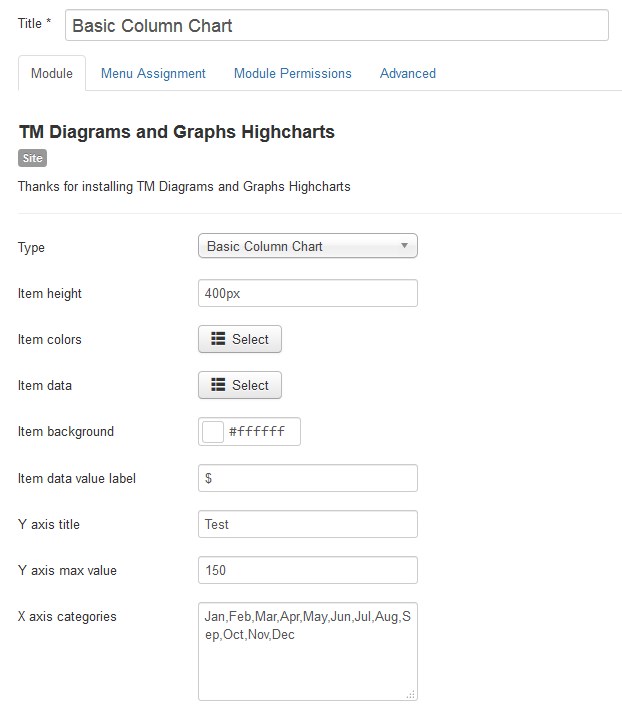 Title * Basic Column Chart
Module Menu Assignment Module Permissions Advanced
TM Diagrams and Graphs Highcharts
Site
Thanks for installing TM Diagrams and Graphs Highcharts
Type Basic Column Chart
Item height 400px
Item colors Select
Item data Select
Item background #ffffff
Item data value label $
Y axis title Test
Y axis max value 150
X axis categories Jan,Feb,Mar,Apr,May,Jun,Jul,Aug,S
ep,Oct,Nov,Dec